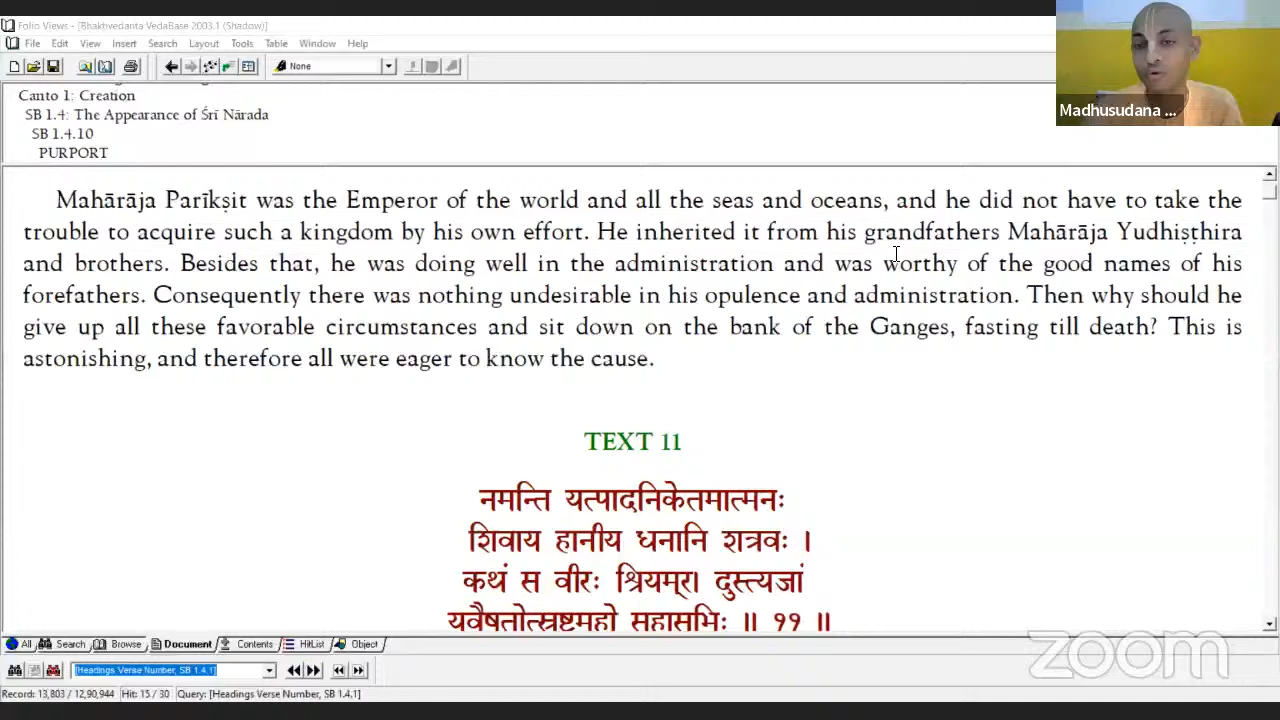 Folio Views - [Bhaktivedanta VedaBase 2003.1 (Shadow)]
File Edit View Insert Search Layout Tools Table Window Help
None
Canto 1: Creation
SB 1.4: The Appearance of Śrī Nārada
SB 1.4.10
PURPORT
Madhusudana ...
Mahārāja Parīkṣit was the Emperor of the world and all the seas and oceans, and he did not have to take the
trouble to acquire such a kingdom by his own effort. He inherited it from his grandfathers Mahārāja Yudhiṣṭhira
and brothers. Besides that, he was doing well in the administration and was worthy of the good names of his
forefathers. Consequently there was nothing undesirable in his opulence and administration. Then why should he
give up all these favorable circumstances and sit down on the bank of the Ganges, fasting till death? This is
astonishing, and therefore all were eager to know the cause.
TEXT 11
नमन्ति यत्पादनिकेतमात्मनः
शिवाय हानीय धनानि शत्रवः ।
कथं स वीरः श्रियम्र। दुस्त्यजां
यवैषतोत्स्रष्टमहो सहासभिः ॥ ११ ॥
All Search Browse Document Contents HitList Object
[Headings Verse Number, SB 1.4.1]
Record: 13,803 / 12,90,944 Hit: 15 / 30 Query: [Headings Verse Number, SB 1.4.1]
zoom